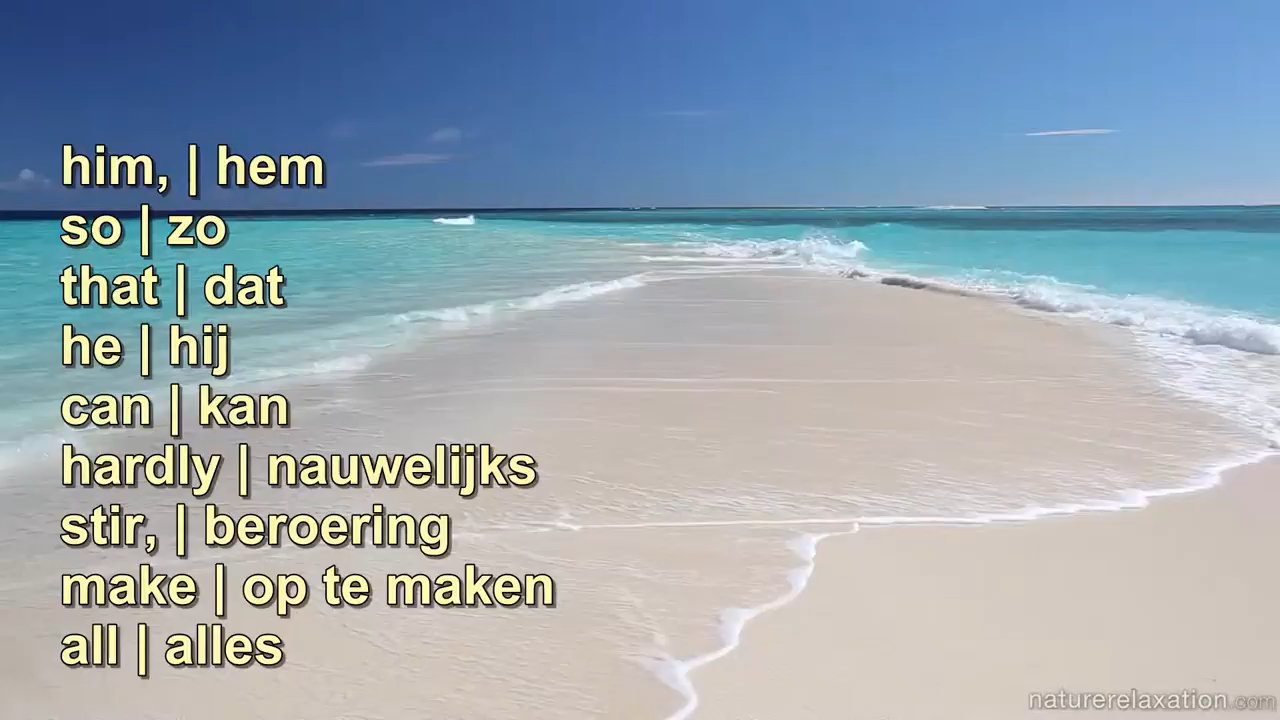 him, | hem
so | zo
that | dat
he | hij
can | kan
hardly | nauwelijks
stir, | beroering
make | op te maken
all | alles
naturerelaxation.com